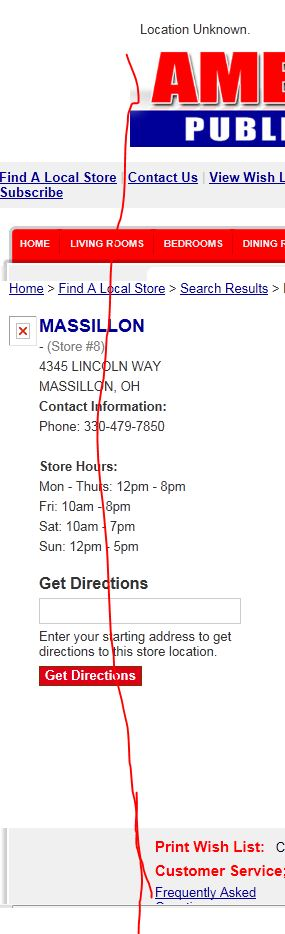 Location Unknown.
AME
PUBLI
Find A Local Store | Contact Us | View Wish L
Subscribe
HOME LIVING ROOMS BEDROOMS DINING R
Home > Find A Local Store > Search Results >
MASSILLON
- (Store #8)
4345 LINCOLN WAY
MASSILLON, OH
Contact Information:
Phone: 330-479-7850
Store Hours:
Mon - Thurs: 12pm - 8pm
Fri: 10am - 8pm
Sat: 10am - 7pm
Sun: 12pm - 5pm
Get Directions
Enter your starting address to get
directions to this store location.
Get Directions
Print Wish List: C
Customer Service;
Frequently Asked